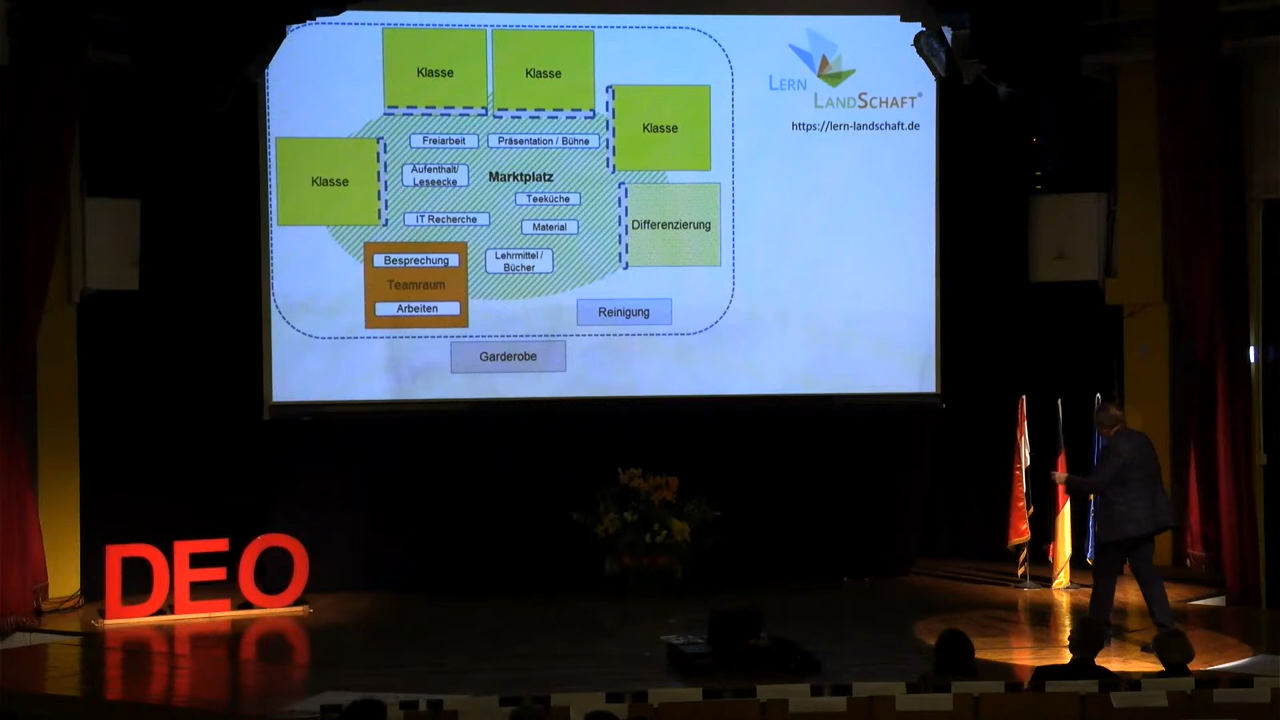 Klasse
Klasse
Klasse
Klasse
Freiarbeit
Präsentation / Bühne
Aufenthalt/
Leseecke
Marktplatz
Teeküche
IT Recherche
Material
Differenzierung
Besprechung
Teamraum
Arbeiten
Lehrmittel /
Bücher
Reinigung
Garderobe
LERN
LANDSCHAFT®
https://lern-landschaft.de
DEO